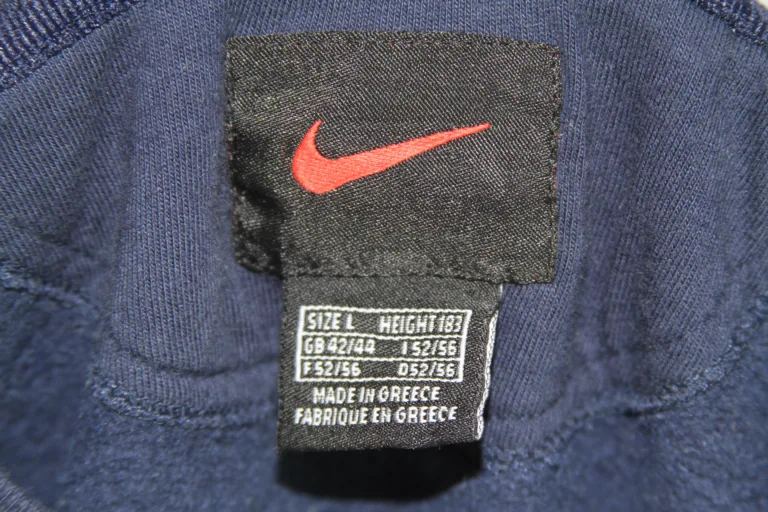 SIZE L HEIGHT 183
GB 42/44 I 52/56
F 52/56 D 52/56
MADE IN GREECE
FABRIQUE EN GREECE